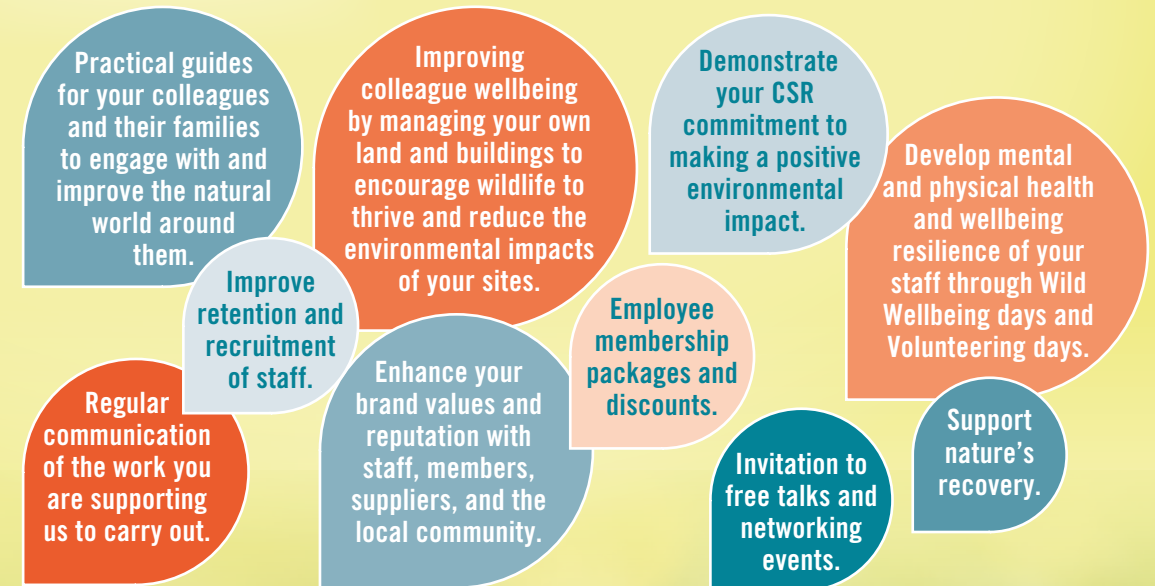 Practical guides
for your colleagues
and their families
to engage with and
improve the natural
world around
them.
Improving
colleague wellbeing
by managing your own
land and buildings to
encourage wildlife to
thrive and reduce the
environmental impacts
of your sites.
Demonstrate
your CSR
commitment to
making a positive
environmental
impact.
Develop mental
and physical health
and wellbeing
resilience of your
staff through Wild
Wellbeing days and
Volunteering days.
Improve
retention and
recruitment
of staff.
Employee
membership
packages and
discounts.
Regular
communication
of the work you
are supporting
us to carry out.
Enhance your
brand values and
reputation with
staff, members,
suppliers, and the
local community.
Invitation to
free talks and
networking
events.
Support
nature's
recovery.